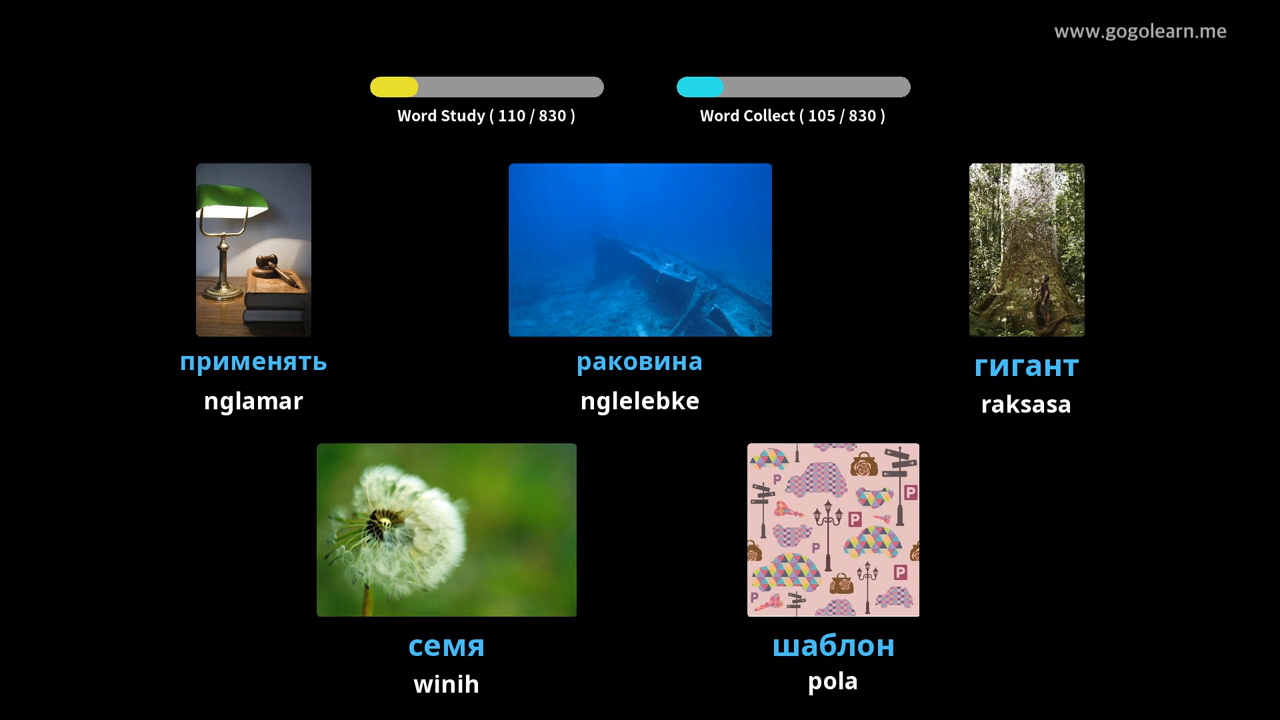 www.gogolearn.me
Word Study ( 110 / 830 )
Word Collect ( 105 / 830 )
применять
nglamar
раковина
nglelebke
гигант
raksasa
семя
winih
шаблон
pola
P
P
P
P
P
P